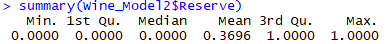 > summary(Wine_Model2$Reserve)
Min. 1st Qu. Median Mean 3rd Qu. Max.
0.0000 0.0000 0.0000 0.3696 1.0000 1.0000